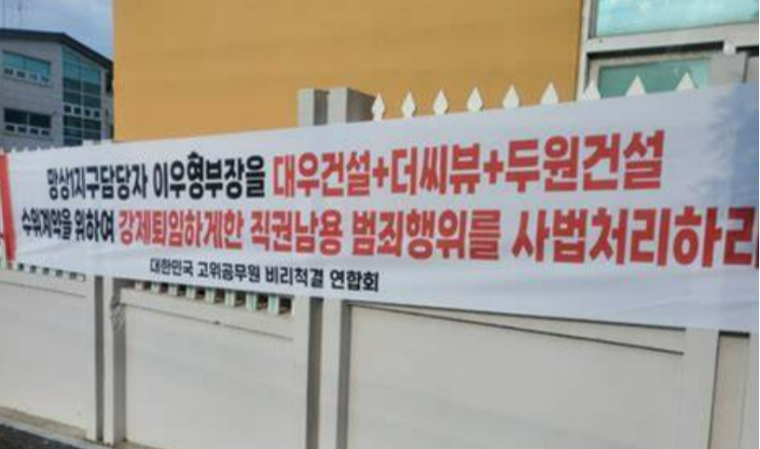 망상1지구담당자 이우형부장을 대우건설+더씨뷰+두원건설
수위계약을 위하여 강제퇴임하게한 직권남용 범죄행위를 사법처리하라
대한민국 고위공무원 비리척결 연합회